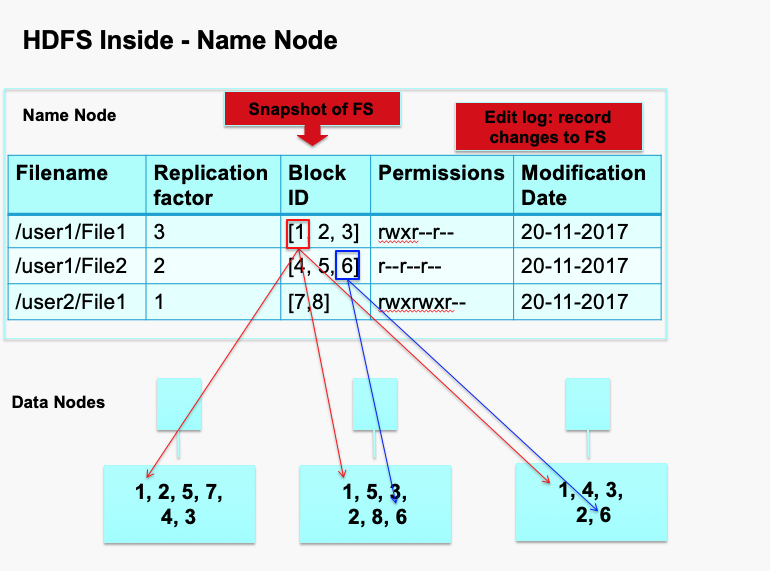 HDFS Inside - Name Node
Name Node
Snapshot of FS
Edit log: record
changes to FS
Filename Replication factor Block ID Permissions Modification Date
/user1/File1 3 [1, 2, 3] rwxr--r-- 20-11-2017
/user1/File2 2 [4, 5, 6] r--r--r-- 20-11-2017
/user2/File1 1 [7,8] rwxrwxr-- 20-11-2017
Data Nodes
1, 2, 5, 7,
4, 3
1, 5, 3,
2, 8, 6
1, 4, 3,
2, 6